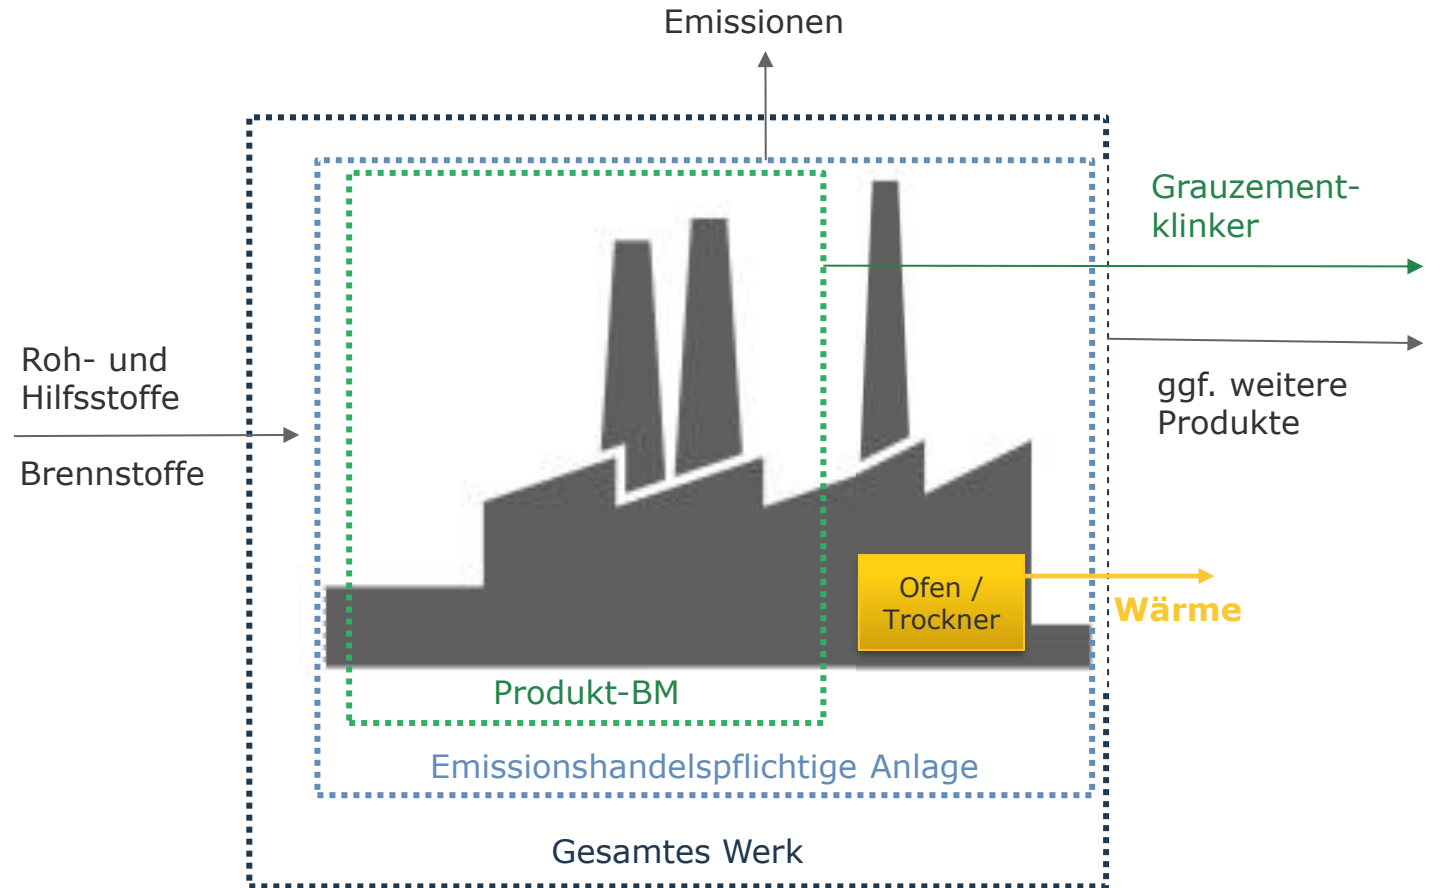 Emissionen
Grauzement-
klinker
Roh- und
Hilfsstoffe
Brennstoffe
ggf. weitere
Produkte
Ofen /
Trockner
Wärme
Produkt-BM
Emissionshandelspflichtige Anlage
Gesamtes Werk